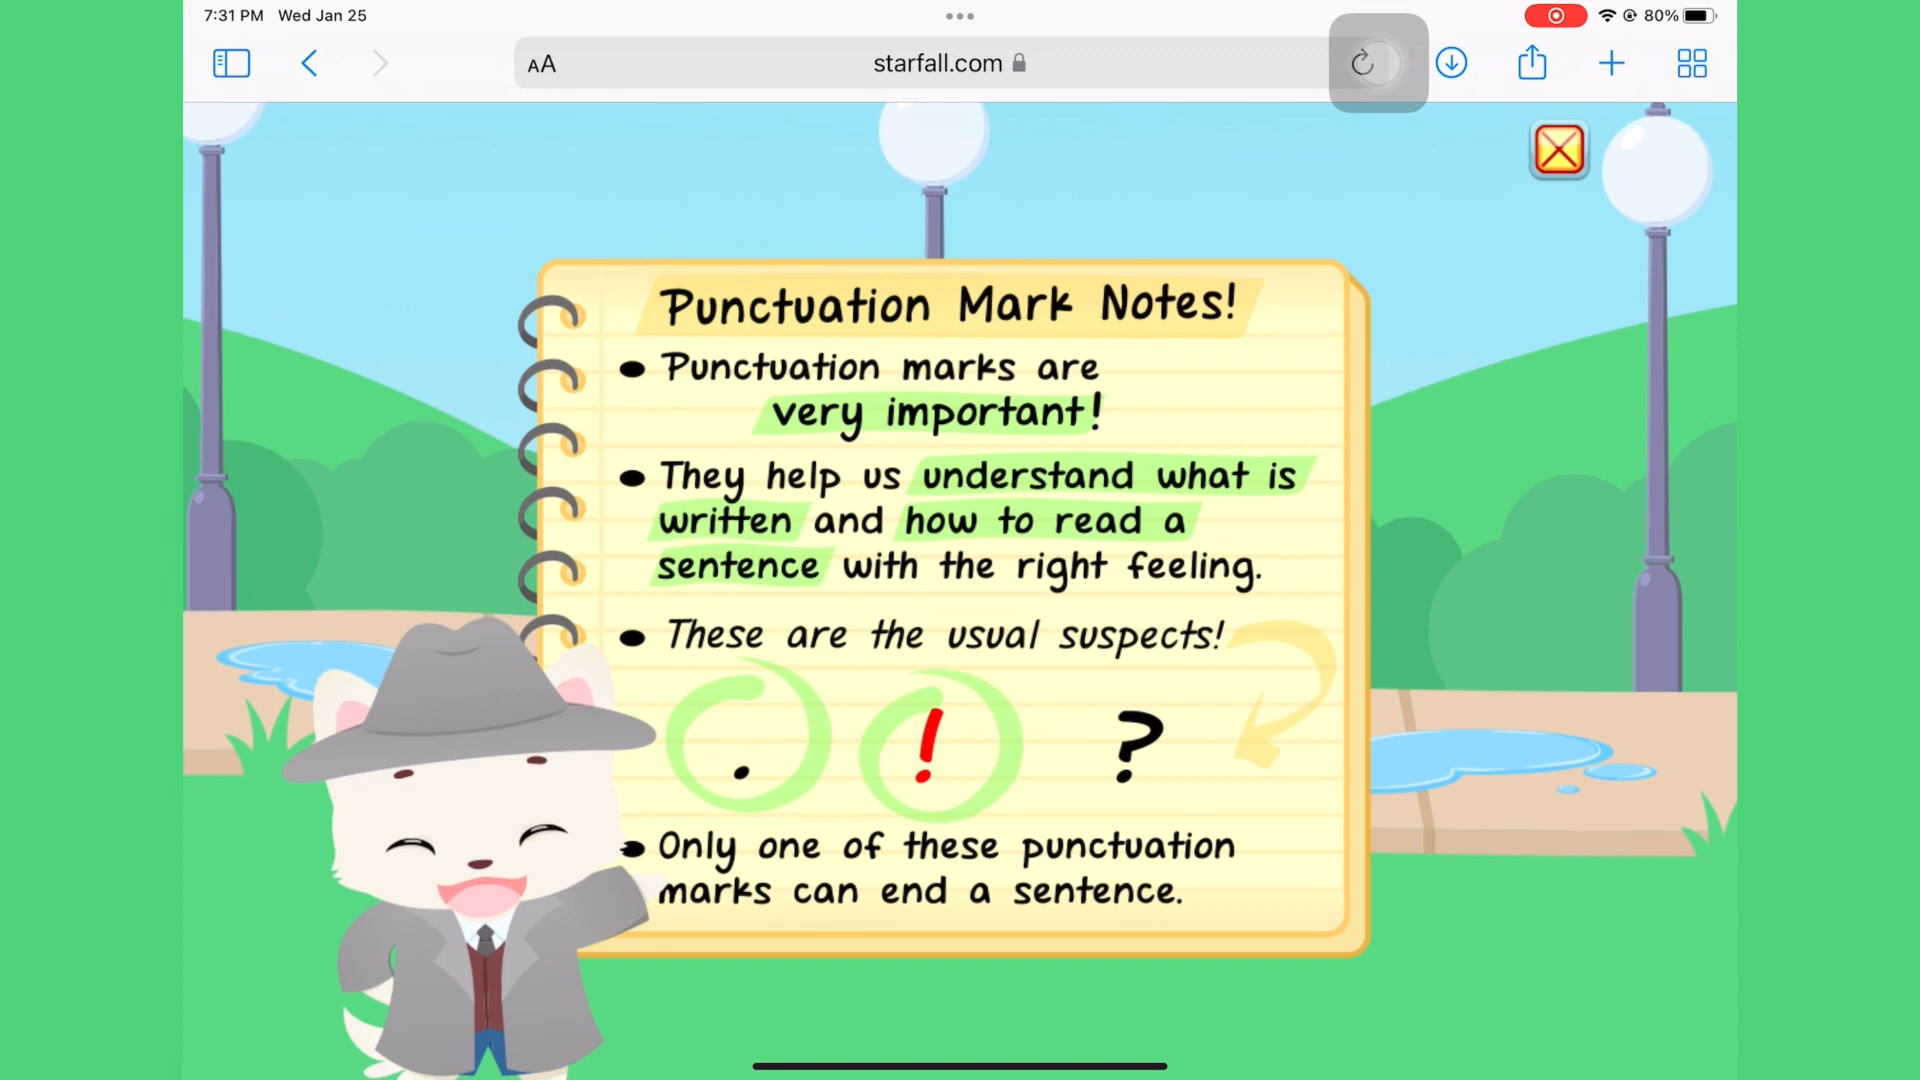 7:31 PM Wed Jan 25
80%
AA
starfall.com
Punctuation Mark Notes!
Punctuation marks are
very important!
They help us understand what is
written and how to read a
sentence with the right feeling.
These are the usual suspects!
. ! ?
Only one of these punctuation
marks can end a sentence.